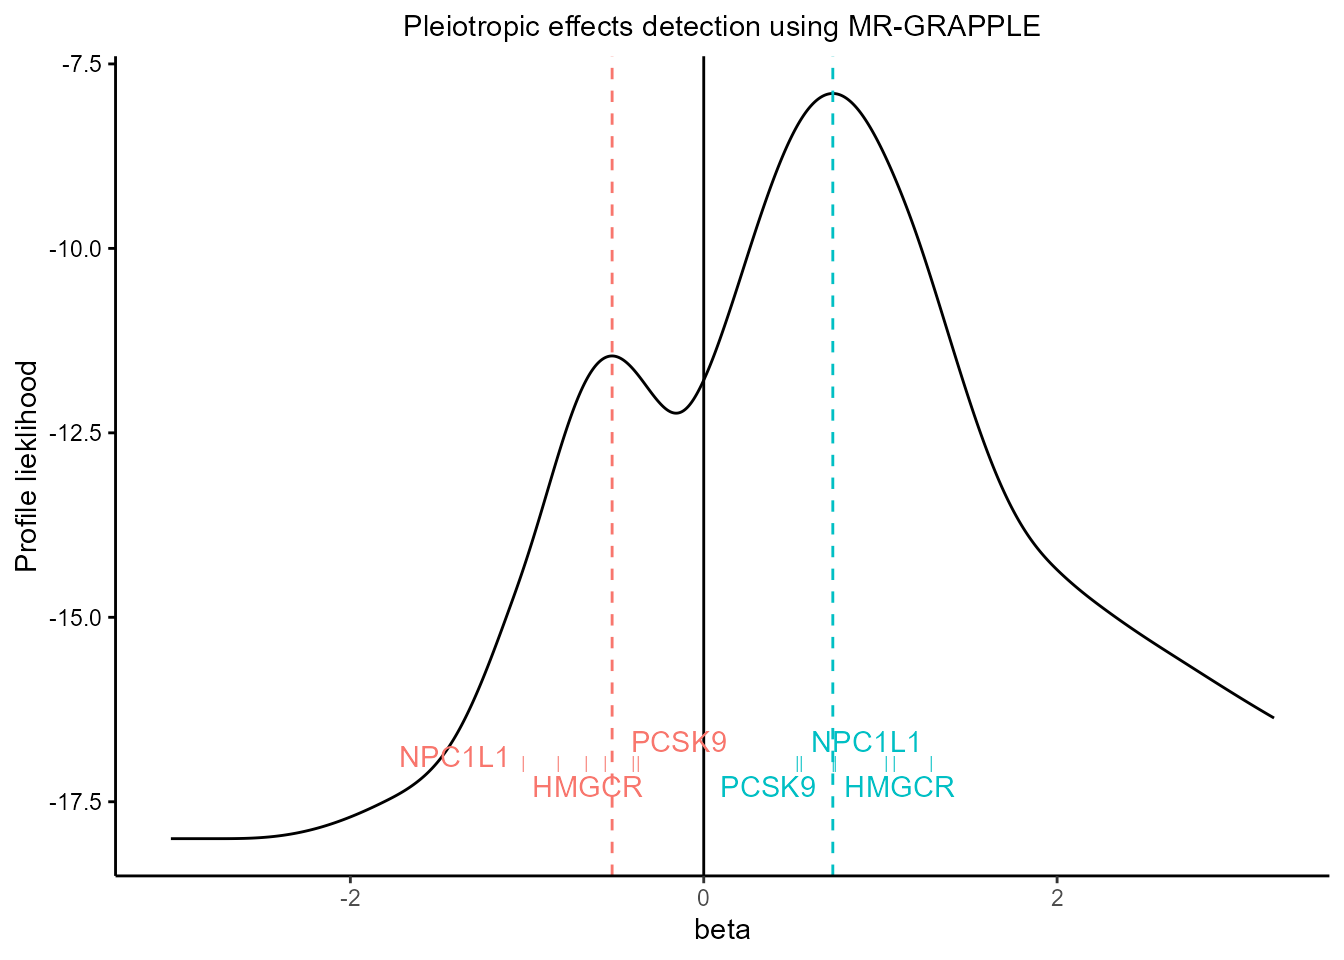 Pleiotropic effects detection using MR-GRAPPLE
Profile lieklihood
-7.5
-10.0
-12.5
-15.0
-17.5
PCSK9
NPC1L1
NPC1L1
HMGCR
PCSK9
HMGCR
-2
0
2
beta